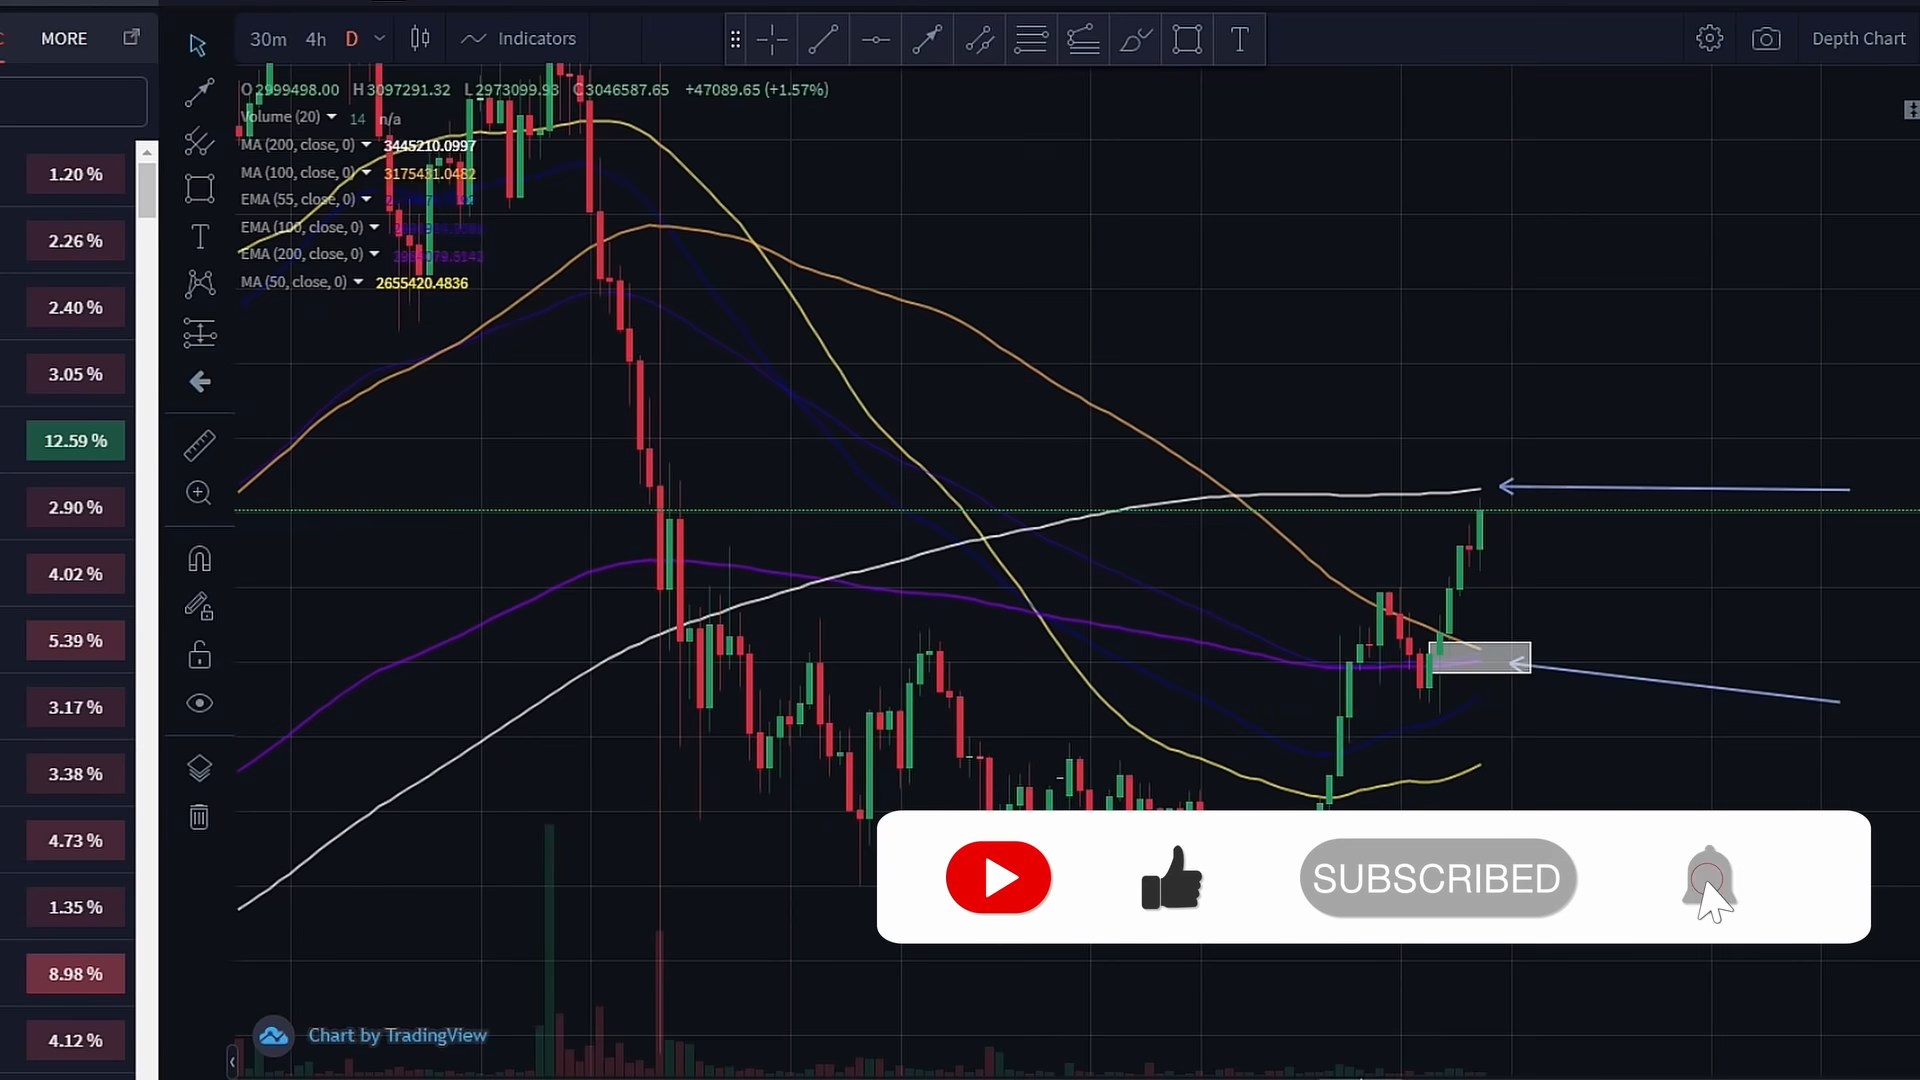 MORE
30m 4h D Indicators
Depth Chart
O2999498.00 H3097291.32 L2973099.93 C3046587.65 +47089.65 (+1.57%)
Volume (20) 14 n/a
MA (200, close, 0) 3445210.0997
MA (100, close, 0) 3175431.0482
EMA (55, close, 0)
EMA (100, close, 0)
EMA (200, close, 0)
MA (50, close, 0) 2655420.4836
1.20 %
2.26 %
2.40 %
3.05 %
12.59 %
2.90 %
4.02 %
5.39 %
3.17 %
3.38 %
4.73 %
1.35 %
8.98 %
4.12 %
SUBSCRIBED
Chart by TradingView